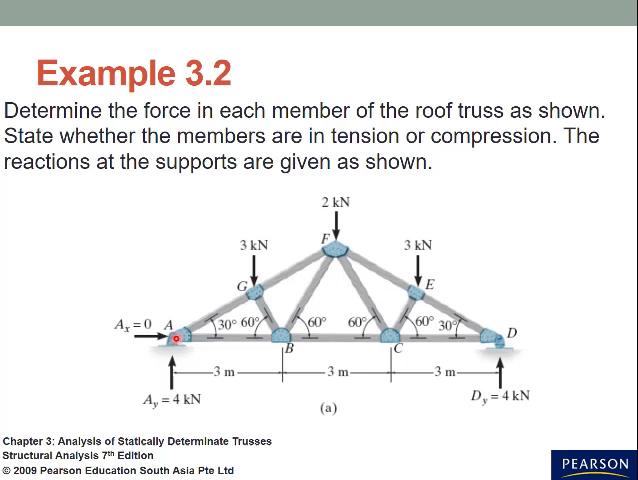 Example 3.2
Determine the force in each member of the roof truss as shown.
State whether the members are in tension or compression. The
reactions at the supports are given as shown.
2 kN
F
3 kN
3 kN
G
E
Aₓ = 0
A
30°
60°
60°
60°
60°
30°
D
B
C
3 m
3 m
3 m
A_y = 4 kN
D_y = 4 kN
(a)
Chapter 3: Analysis of Statically Determinate Trusses
Structural Analysis 7th Edition
© 2009 Pearson Education South Asia Pte Ltd
PEARSON